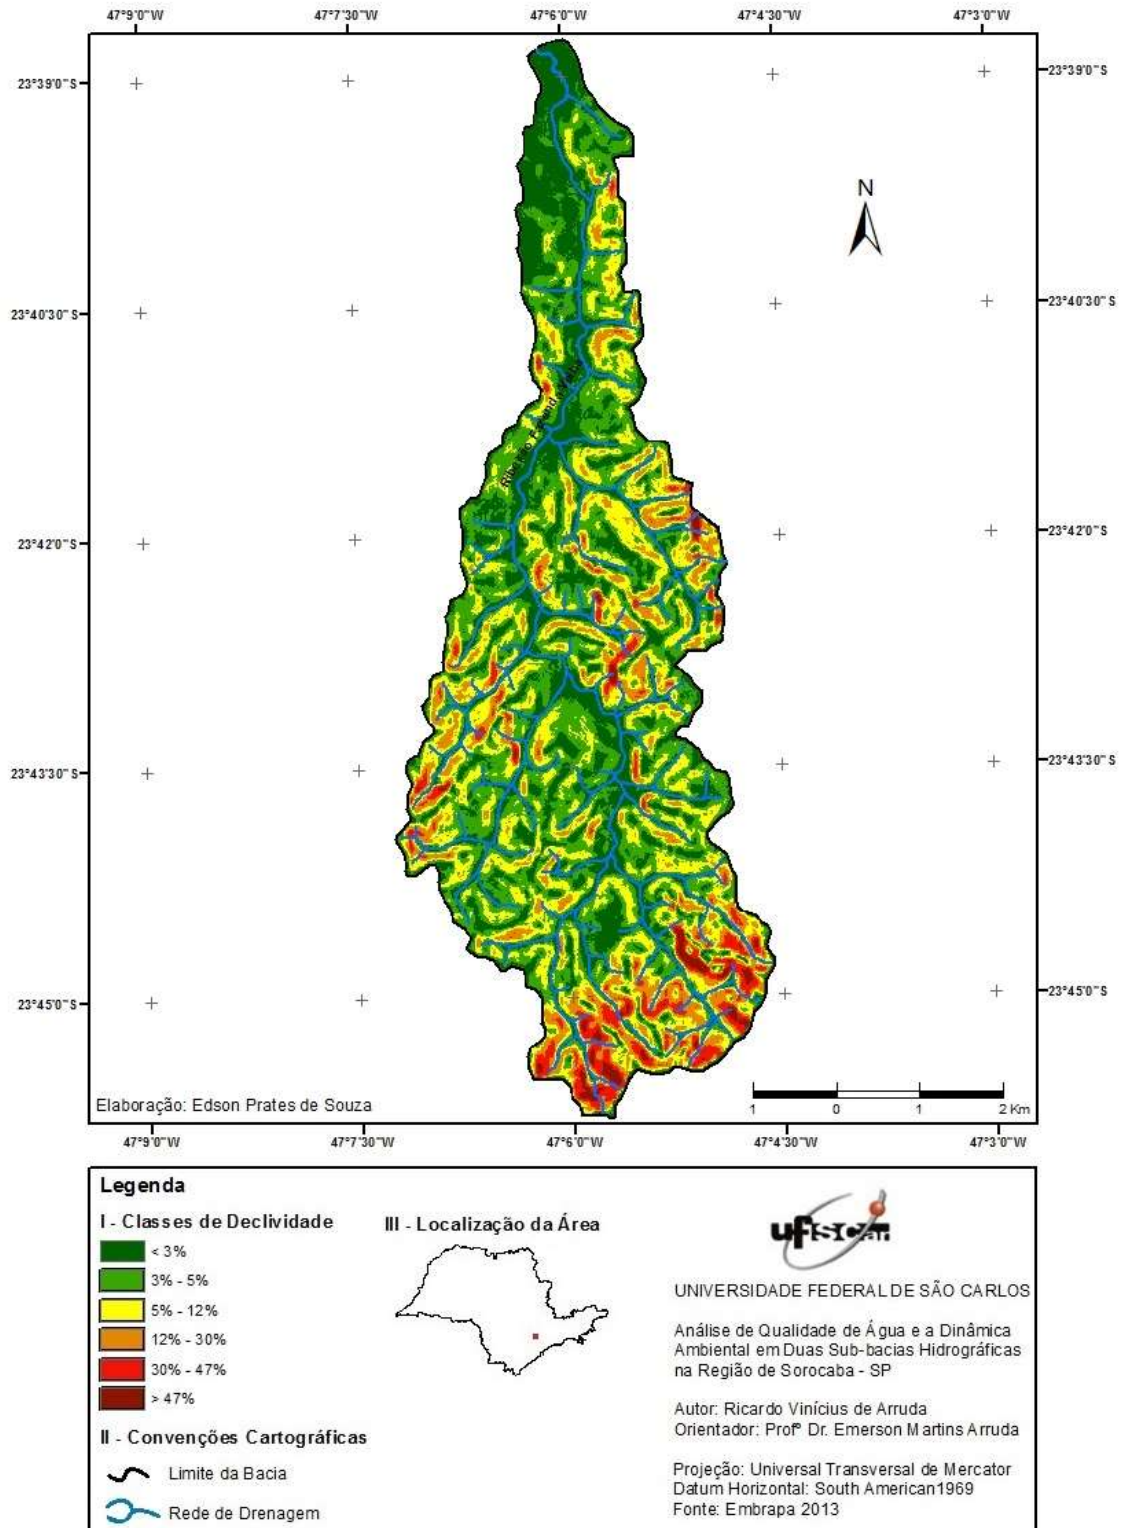 47°9'0"W 47°7'30"W 47°6'0"W 47°4'30"W 47°3'0"W
23°39'0"S 23°39'0"S
N
23°40'30"S 23°40'30"S
Ribeirão
23°42'0"S 23°42'0"S
23°43'30"S 23°43'30"S
23°45'0"S 23°45'0"S
Elaboração: Edson Prates de Souza
1 0 1 2 Km
47°9'0"W 47°7'30"W 47°6'0"W 47°4'30"W 47°3'0"W
Legenda
I - Classes de Declividade
< 3%
3% - 5%
5% - 12%
12% - 30%
30% - 47%
> 47%
II - Convenções Cartográficas
Limite da Bacia
Rede de Drenagem
III - Localização da Área
ufscar
UNIVERSIDADE FEDERAL DE SÃO CARLOS
Análise de Qualidade de Água e a Dinâmica
Ambiental em Duas Sub-bacias Hidrográficas
na Região de Sorocaba - SP
Autor: Ricardo Vinícius de Arruda
Orientador: Profº Dr. Emerson Martins Arruda
Projeção: Universal Transversal de Mercator
Datum Horizontal: South American1969
Fonte: Embrapa 2013